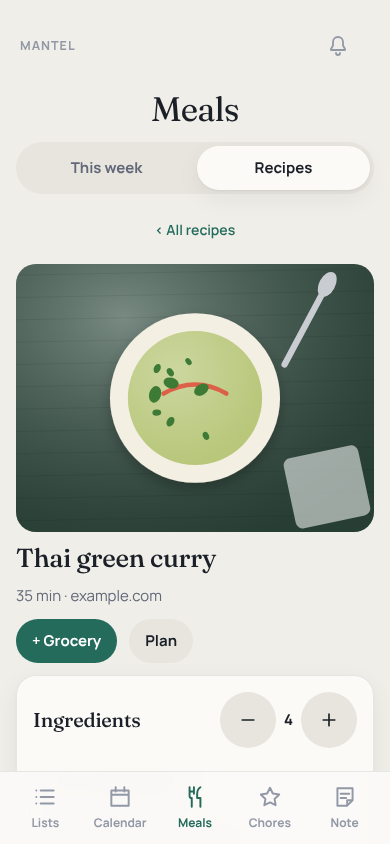 MANTEL
Meals
This week
Recipes
‹ All recipes
Thai green curry
35 min · example.com
+ Grocery
Plan
Ingredients
− 4 +
Lists
Calendar
Meals
Chores
Note